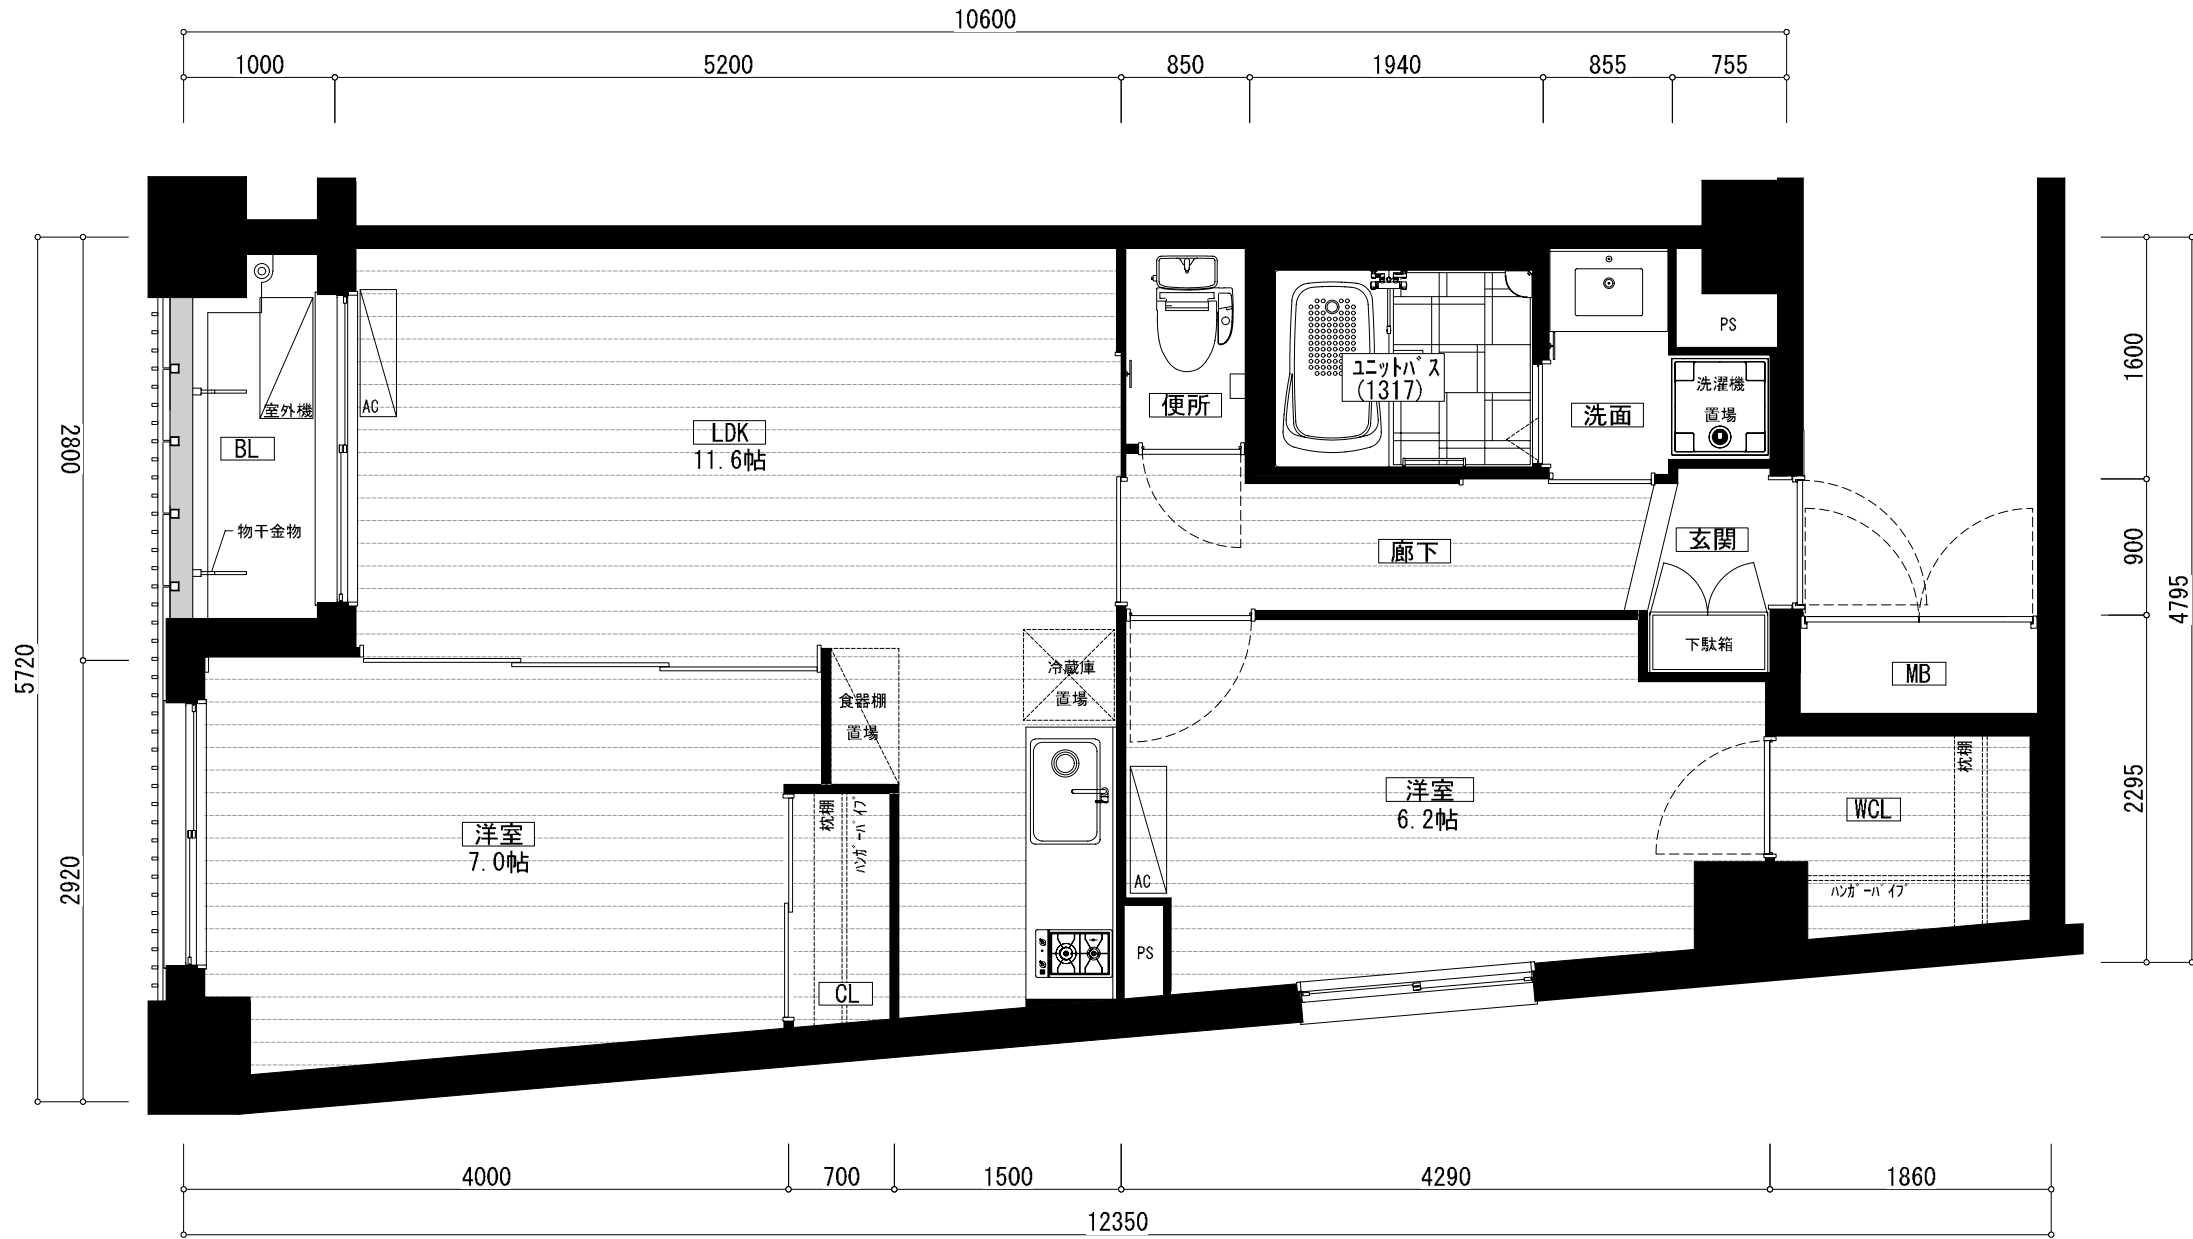 10600
1000
5200
850
1940
855
755
室外機
BL
物干金物
AC
LDK
11.6帖
便所
ﾕﾆｯﾄﾊﾞｽ
(1317)
洗面
PS
洗濯機
置場
廊下
玄関
下駄箱
MB
冷蔵庫
置場
食器棚
置場
洋室
7.0帖
枕棚
ﾊﾝｶﾞｰﾊﾟｲﾌﾟ
CL
AC
PS
洋室
6.2帖
WCL
枕棚
ﾊﾝｶﾞｰﾊﾟｲﾌﾟ
2800
2920
5720
1600
900
2295
4795
4000
700
1500
4290
1860
12350